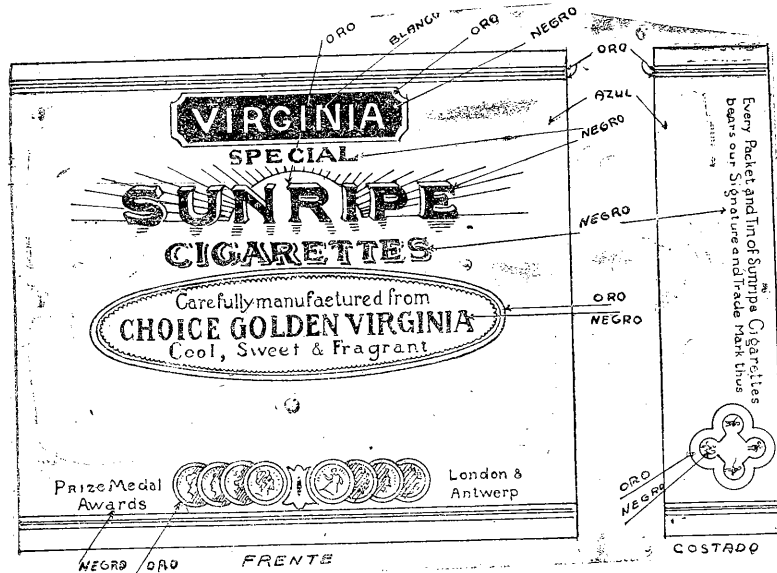 ORO
BLANCO
ORO
NEGRO
ORO
AZUL
VIRGINIA
SPECIAL
NEGRO
SUNRIPE
NEGRO
CIGARETTES
Carefully manufactured from
CHOICE GOLDEN VIRGINIA
Cool, Sweet & Fragrant
ORO
NEGRO
Prize Medal
Awards
London &
Antwerp
NEGRO
ORO
FRENTE
Every Packet and Tin of Sunripe Cigarettes
bears our Signature and Trade Mark thus
ORO
NEGRO
COSTADO